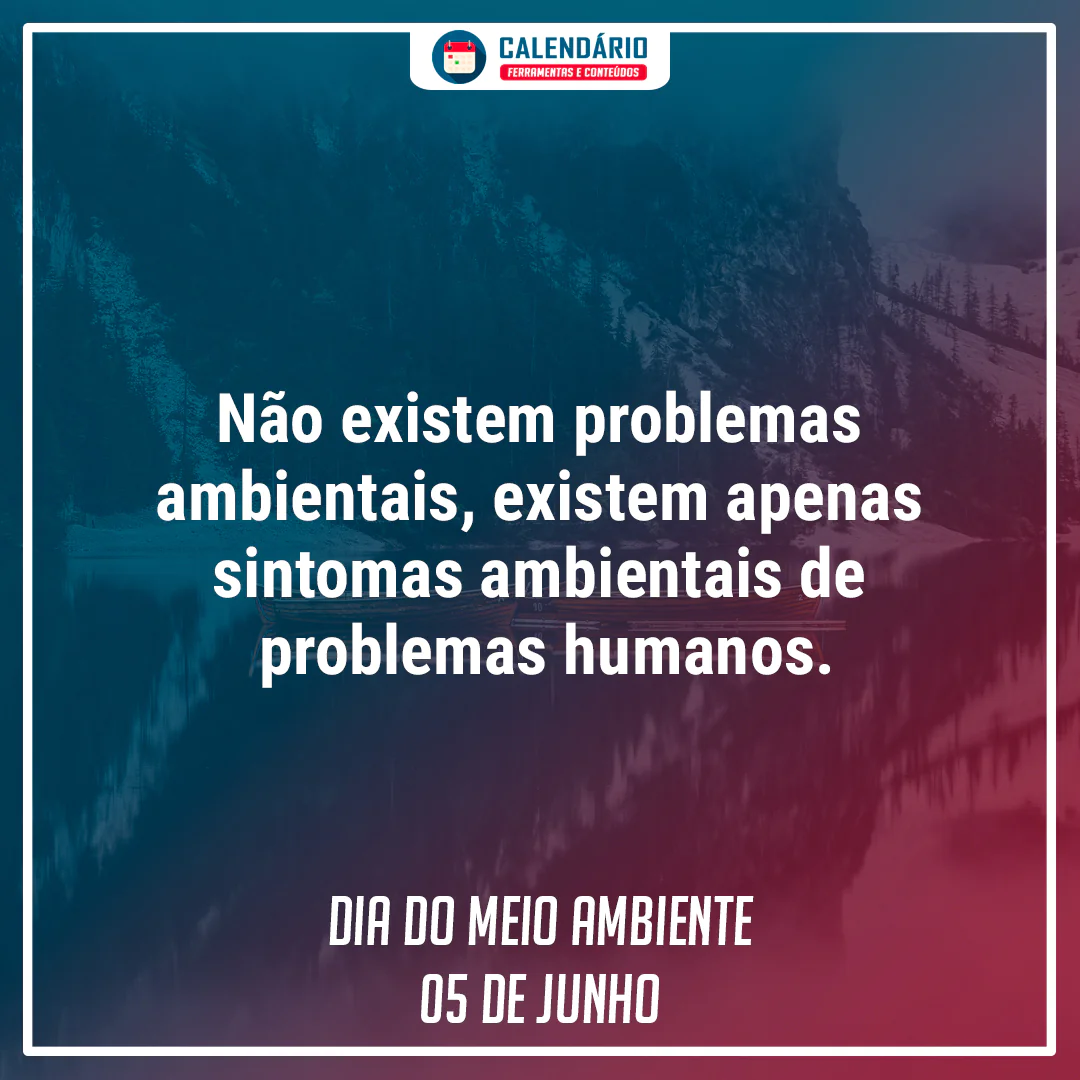 CALENDÁRIO
FERRAMENTAS E CONTEÚDOS
Não existem problemas
ambientais, existem apenas
sintomas ambientais de
problemas humanos.
DIA DO MEIO AMBIENTE
05 DE JUNHO